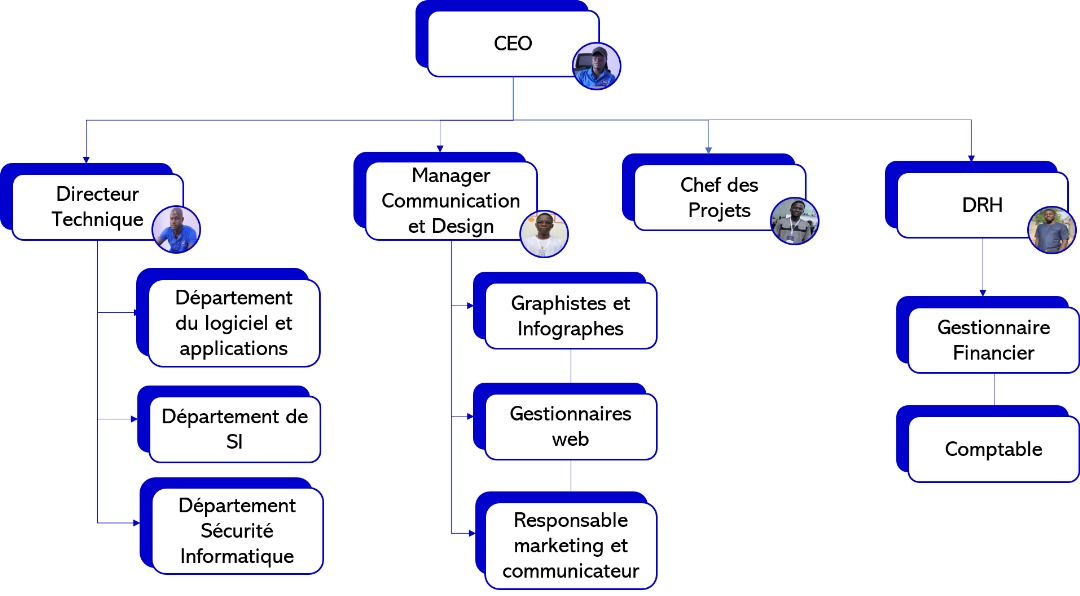 CEO
Directeur
Technique
Manager
Communication
et Design
Chef des
Projets
DRH
Département
du logiciel et
applications
Département de
SI
Département
Sécurité
Informatique
Graphistes et
Infographes
Gestionnaires
web
Responsable
marketing et
communicateur
Gestionnaire
Financier
Comptable